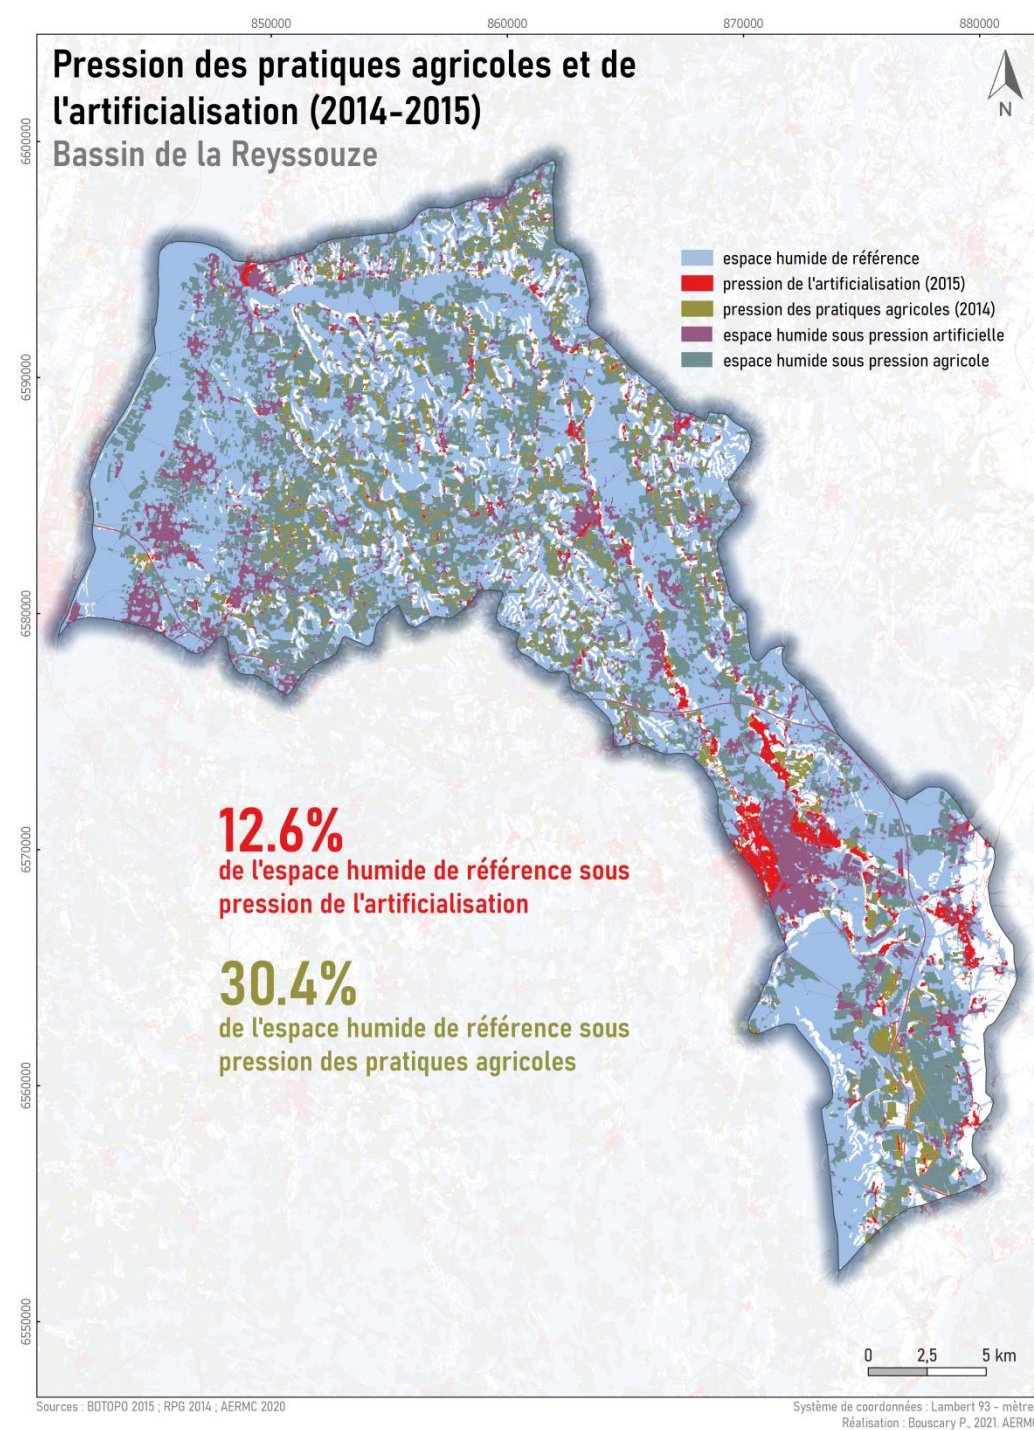 850000
860000
870000
880000
Pression des pratiques agricoles et de
l'artificialisation (2014-2015)
Bassin de la Reyssouze
N
espace humide de référence
pression de l'artificialisation (2015)
pression des pratiques agricoles (2014)
espace humide sous pression artificielle
espace humide sous pression agricole
6600000
6590000
6580000
6570000
6560000
6550000
12.6%
de l'espace humide de référence sous
pression de l'artificialisation
30.4%
de l'espace humide de référence sous
pression des pratiques agricoles
0 2,5 5 km
Sources : BDTOPO 2015 ; RPG 2014 ; AERMC 2020
Système de coordonnées : Lambert 93 - mètre
Réalisation : Bouscary P., 2021. AERM